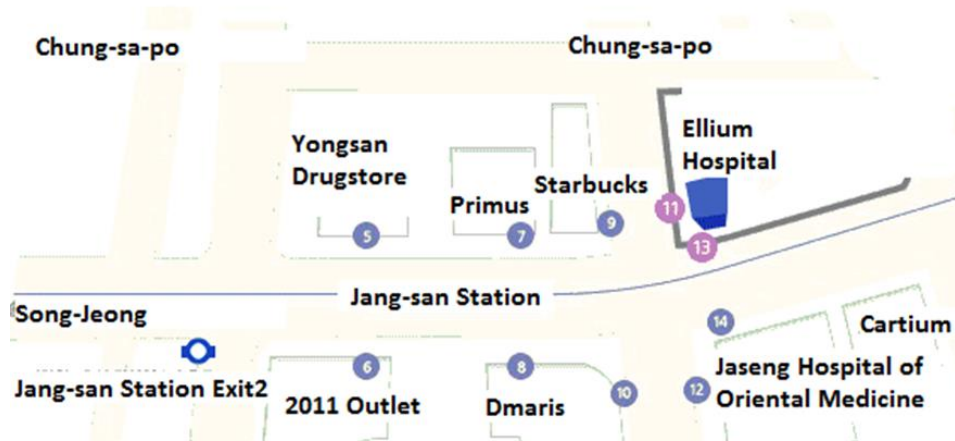 Chung-sa-po
Chung-sa-po
Yongsan
Drugstore
Primus
Starbucks
Ellium
Hospital
11
5
7
9
13
Jang-san Station
Song-Jeong
14
Cartium
Jang-san Station Exit2
6
8
Jaseng Hospital of
Oriental Medicine
2011 Outlet
Dmaris
10
12